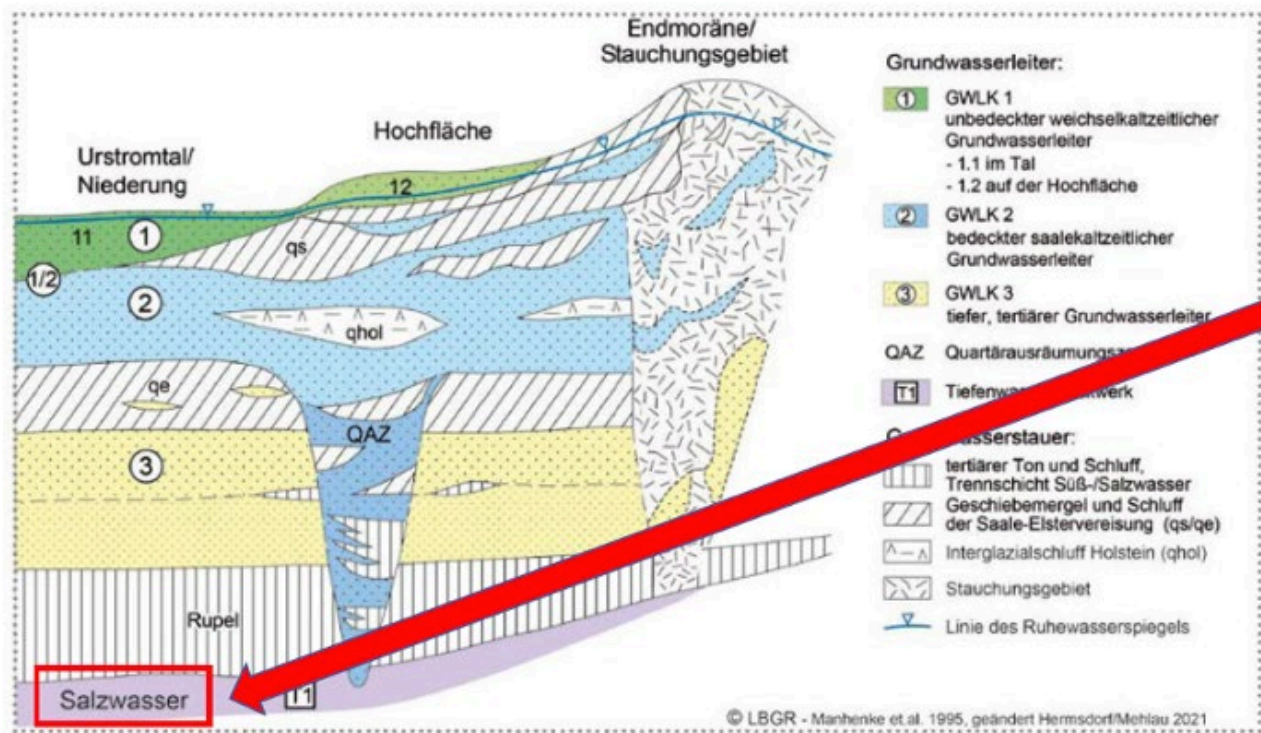 Endmoräne/
Stauchungsgebiet
Hochfläche
Urstromtal/
Niederung
12
11
1
qs
1/2
2
qhol
qe
QAZ
3
Rupel
Salzwasser
T1
Grundwasserleiter:
1 GWLK 1
unbedeckter weichselkaltzeitlicher
Grundwasserleiter
- 1.1 im Tal
- 1.2 auf der Hochfläche
2 GWLK 2
bedeckter saalekaltzeitlicher
Grundwasserleiter
3 GWLK 3
tiefer, tertiärer Grundwasserleiter
QAZ
T1
tertiärer Ton und Schluff,
Trennschicht Süß-/Salzwasser
Geschiebemergel und Schluff
der Saale-Elstervereisung (qs/qe)
Interglazialschluff Holstein (qhol)
Stauchungsgebiet
Linie des Ruhewasserspiegels
© LBGR - Manhenke et.al. 1995, geändert Hermsdorf/Mehlau 2021